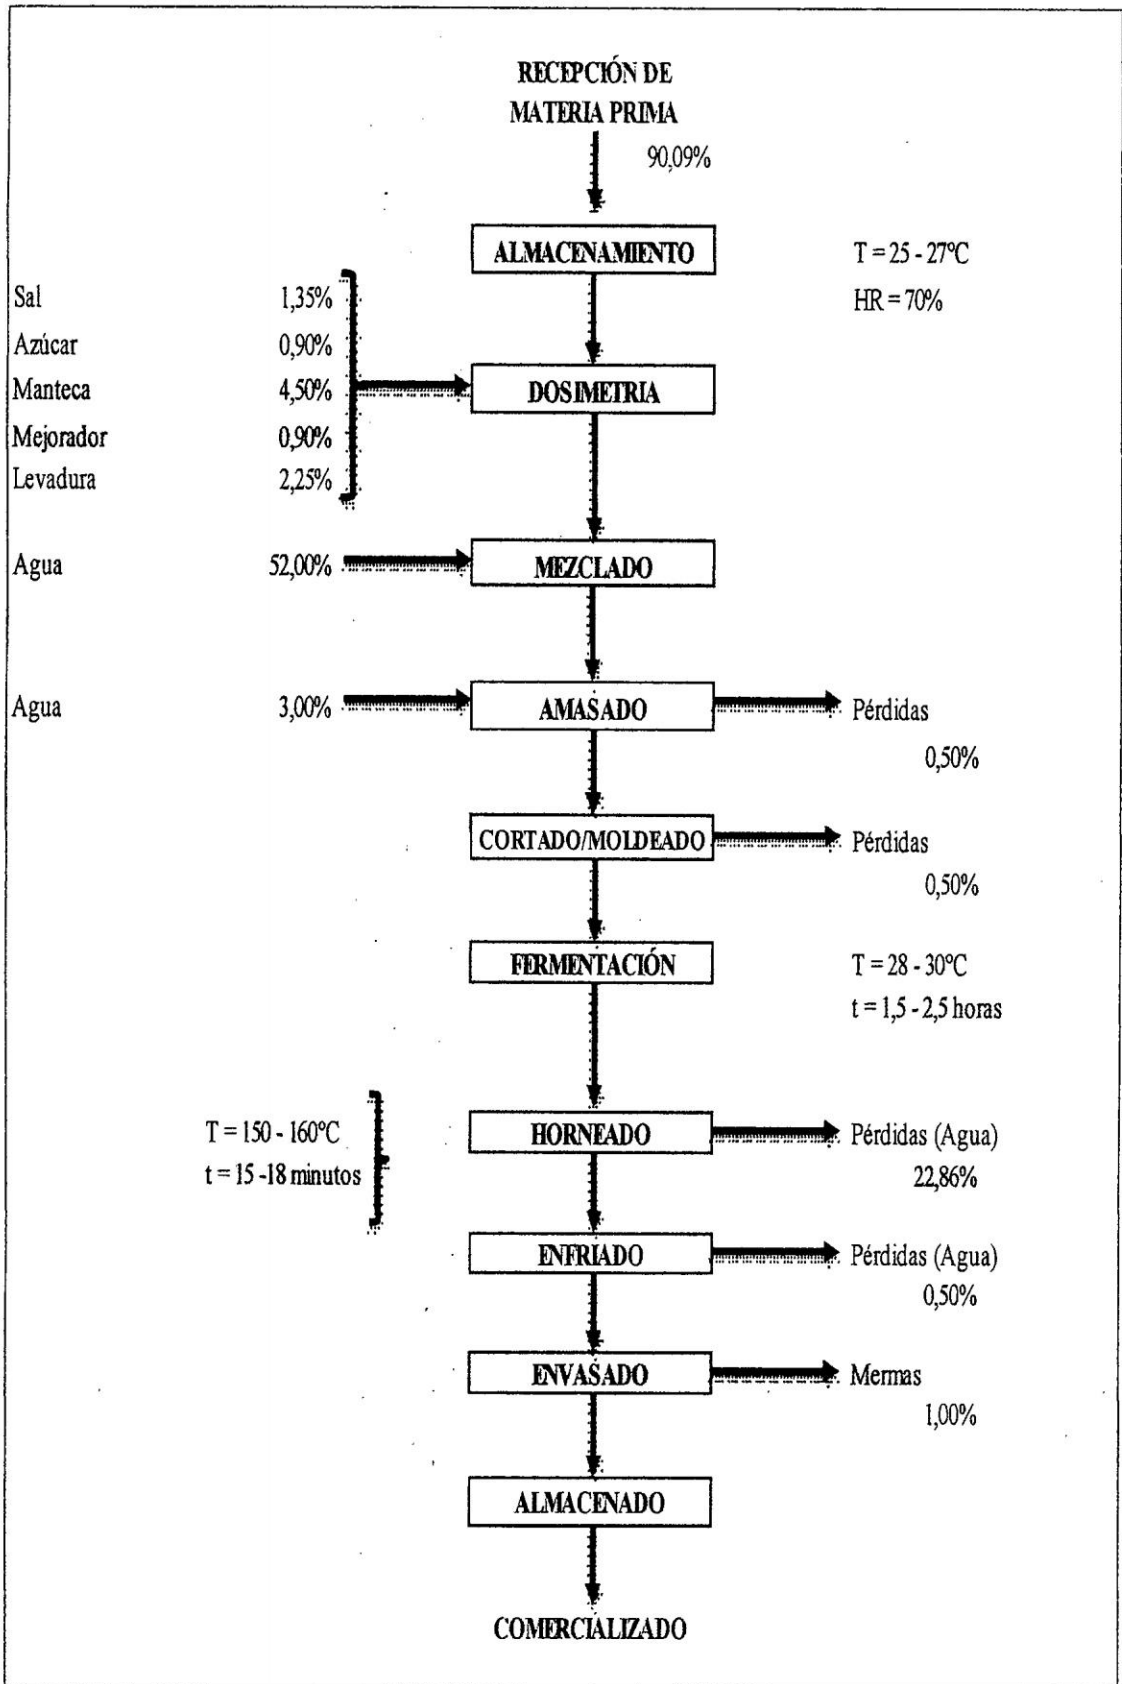 RECEPCIÓN DE
MATERIA PRIMA
90,09%
ALMACENAMIENTO
T = 25 - 27ºC
HR = 70%
Sal 1,35%
Azúcar 0,90%
Manteca 4,50%
Mejorador 0,90%
Levadura 2,25%
DOSIMETRIA
Agua 52,00%
MEZCLADO
Agua 3,00%
AMASADO
Pérdidas
0,50%
CORTADO/MOLDEADO
Pérdidas
0,50%
FERMENTACIÓN
T = 28 - 30ºC
t = 1,5 - 2,5 horas
T = 150 - 160ºC
t = 15 -18 minutos
HORNEADO
Pérdidas (Agua)
22,86%
ENFRIADO
Pérdidas (Agua)
0,50%
ENVASADO
Mermas
1,00%
ALMACENADO
COMERCIALIZADO